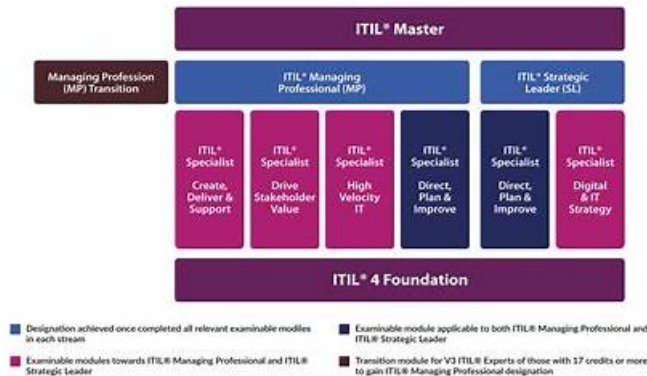 ITIL® Master
Managing Profession
(MP) Transition
ITIL® Managing
Professional (MP)
ITIL® Strategic
Leader (SL)
ITIL®
Specialist
Create,
Deliver &
Support
ITIL®
Specialist
Drive
Stakeholder
Value
ITIL®
Specialist
High
Velocity
IT
ITIL®
Specialist
Direct,
Plan &
Improve
ITIL®
Specialist
Direct,
Plan &
Improve
ITIL®
Specialist
Digital
& IT
Strategy
ITIL® 4 Foundation
Designation achieved once completed all relevant examinable modiles
in each stream
Examinable module applicable to both ITIL® Managing Professional and
ITIL® Strategic Leader
Examinable modules towards ITIL® Managing Professional and ITIL®
Strategic Leader
Transition module for V3 ITIL® Experts of those with 17 credits or more
to gain ITIL® Managing Professional designation